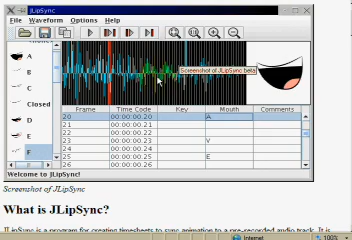 JLipSync
File Waveform Options Help
A
B
C
Closed
D
E
F
Screenshot of JLipSync beta
Frame Time Code Key Mouth Comments
20 00:00:00.20 A
21 00:00:00.21
22 00:00:00.22
23 00:00:00.23 V
24 00:00:00.24
25 00:00:00.25 E
26 00:00:00.26
Welcome to JLipSync!
Screenshot of JLipSync
What is JLipSync?
JLipSync is a program for creating timesheets to sync animation to a pre-recorded audio track. It is
Internet 100%